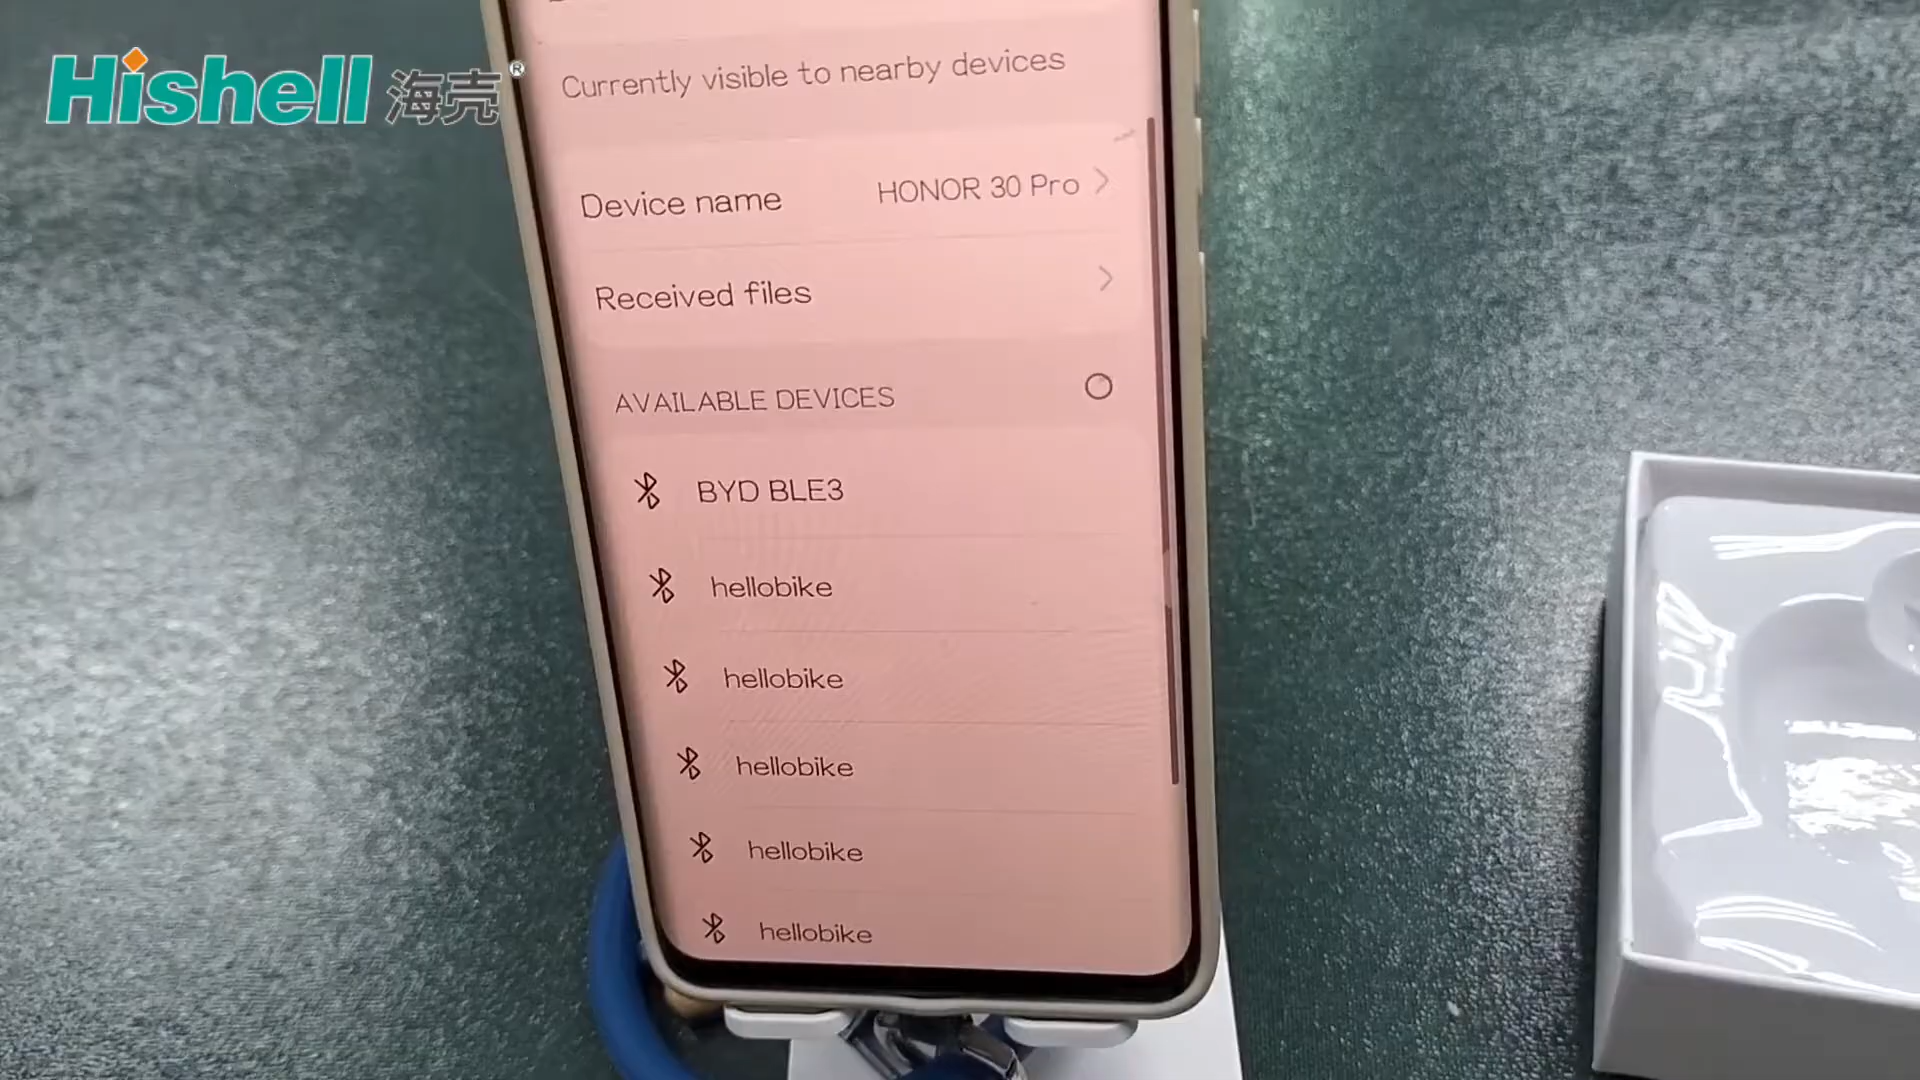 Hishell 海壳 ®
Currently visible to nearby devices
Device name HONOR 30 Pro
Received files
AVAILABLE DEVICES
BYD BLE3
hellobike
hellobike
hellobike
hellobike
hellobike